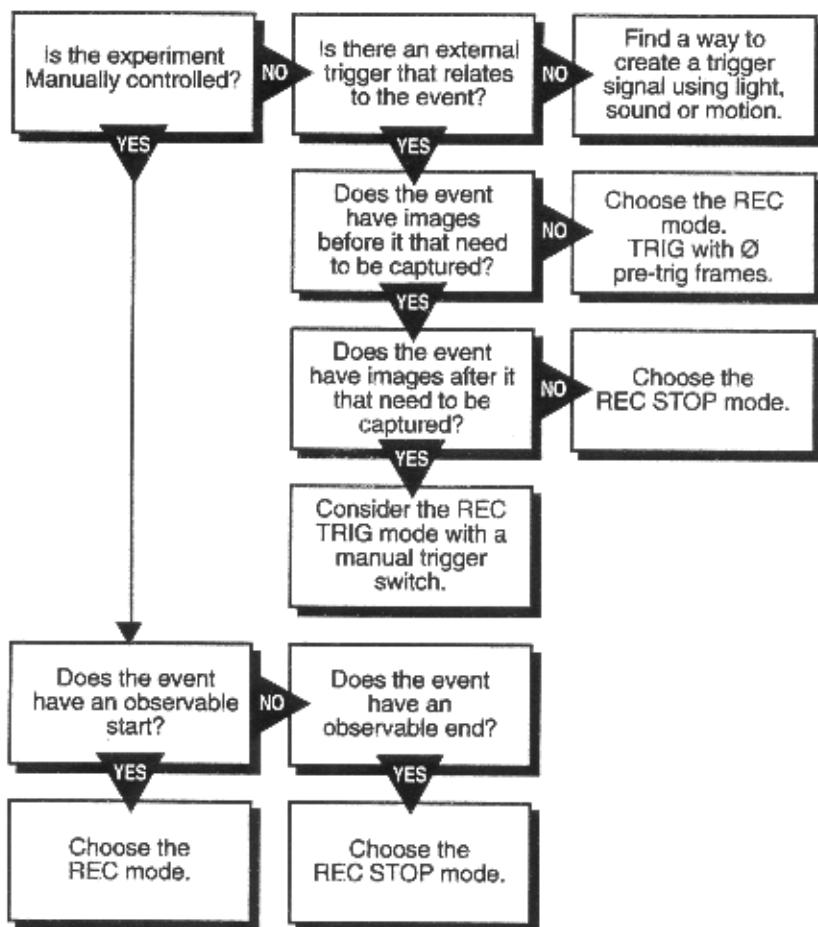 Is the experiment
Manually controlled?
NO
Is there an external
trigger that relates
to the event?
NO
Find a way to
create a trigger
signal using light,
sound or motion.
YES
YES
Does the event
have images
before it that need
to be captured?
NO
Choose the REC
mode.
TRIG with Ø
pre-trig frames.
YES
Does the event
have images after it
that need to be
captured?
NO
Choose the
REC STOP mode.
YES
Consider the REC
TRIG mode with a
manual trigger
switch.
Does the event
have an observable
start?
NO
Does the event
have an
observable end?
YES
YES
Choose the
REC mode.
Choose the
REC STOP mode.